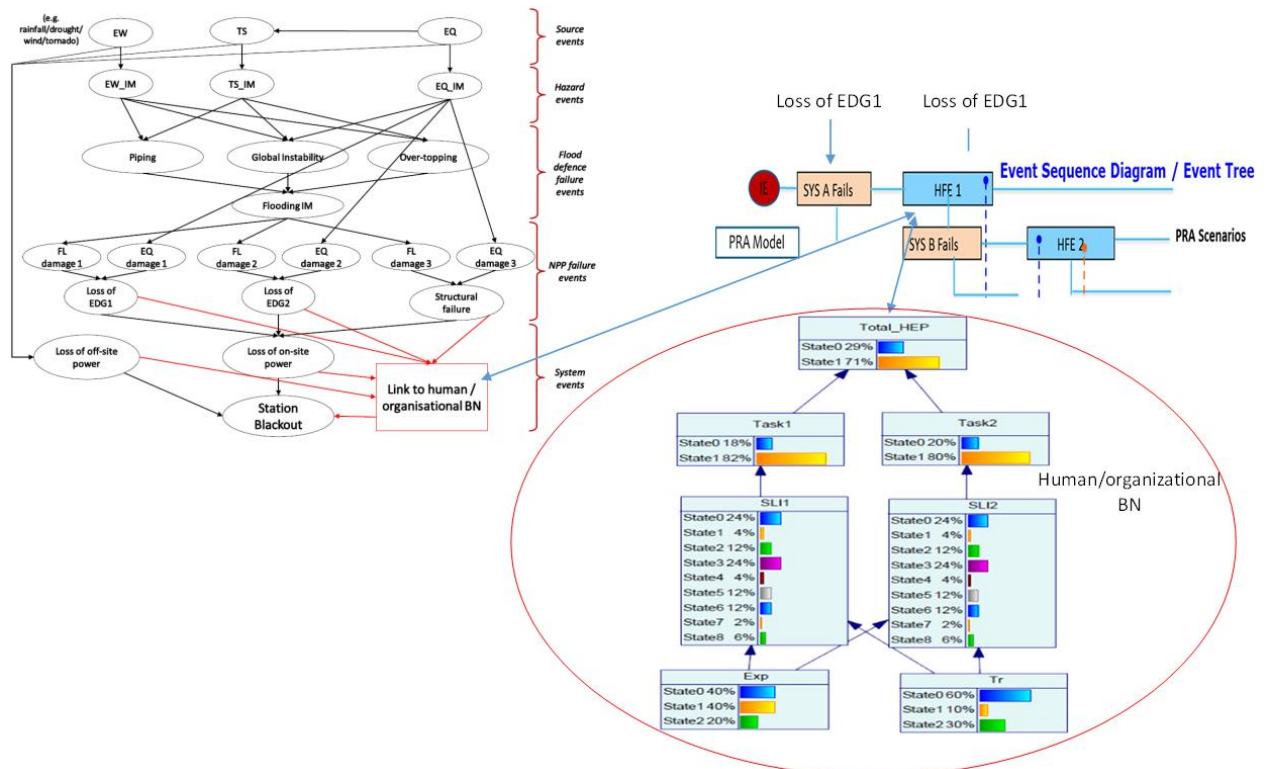 (e.g.
rainfall/drought/
wind/tornado)
EW
TS
EQ
Source
events
EW_IM
TS_IM
EQ_IM
Hazard
events
Piping
Global Instability
Over-topping
Flood
defence
failure
events
Flooding IM
FL
damage 1
EQ
damage 1
FL
damage 2
EQ
damage 2
FL
damage 3
EQ
damage 3
NPP failure
events
Loss of
EDG1
Loss of
EDG2
Structural
failure
Loss of off-site
power
Loss of on-site
power
Link to human /
organisational BN
System
events
Station
Blackout
Loss of EDG1
Loss of EDG1
IE
SYS A Fails
HFE 1
Event Sequence Diagram / Event Tree
PRA Model
SYS B Fails
HFE 2
PRA Scenarios
Total_HEP
State0 29%
State1 71%
Task1
State0 18%
State1 82%
Task2
State0 20%
State1 80%
Human/organizational
BN
SLI1
State0 24%
State1 4%
State2 12%
State3 24%
State4 4%
State5 12%
State6 12%
State7 2%
State8 6%
SLI2
State0 24%
State1 4%
State2 12%
State3 24%
State4 4%
State5 12%
State6 12%
State7 2%
State8 6%
Exp
State0 40%
State1 40%
State2 20%
Tr
State0 60%
State1 10%
State2 30%